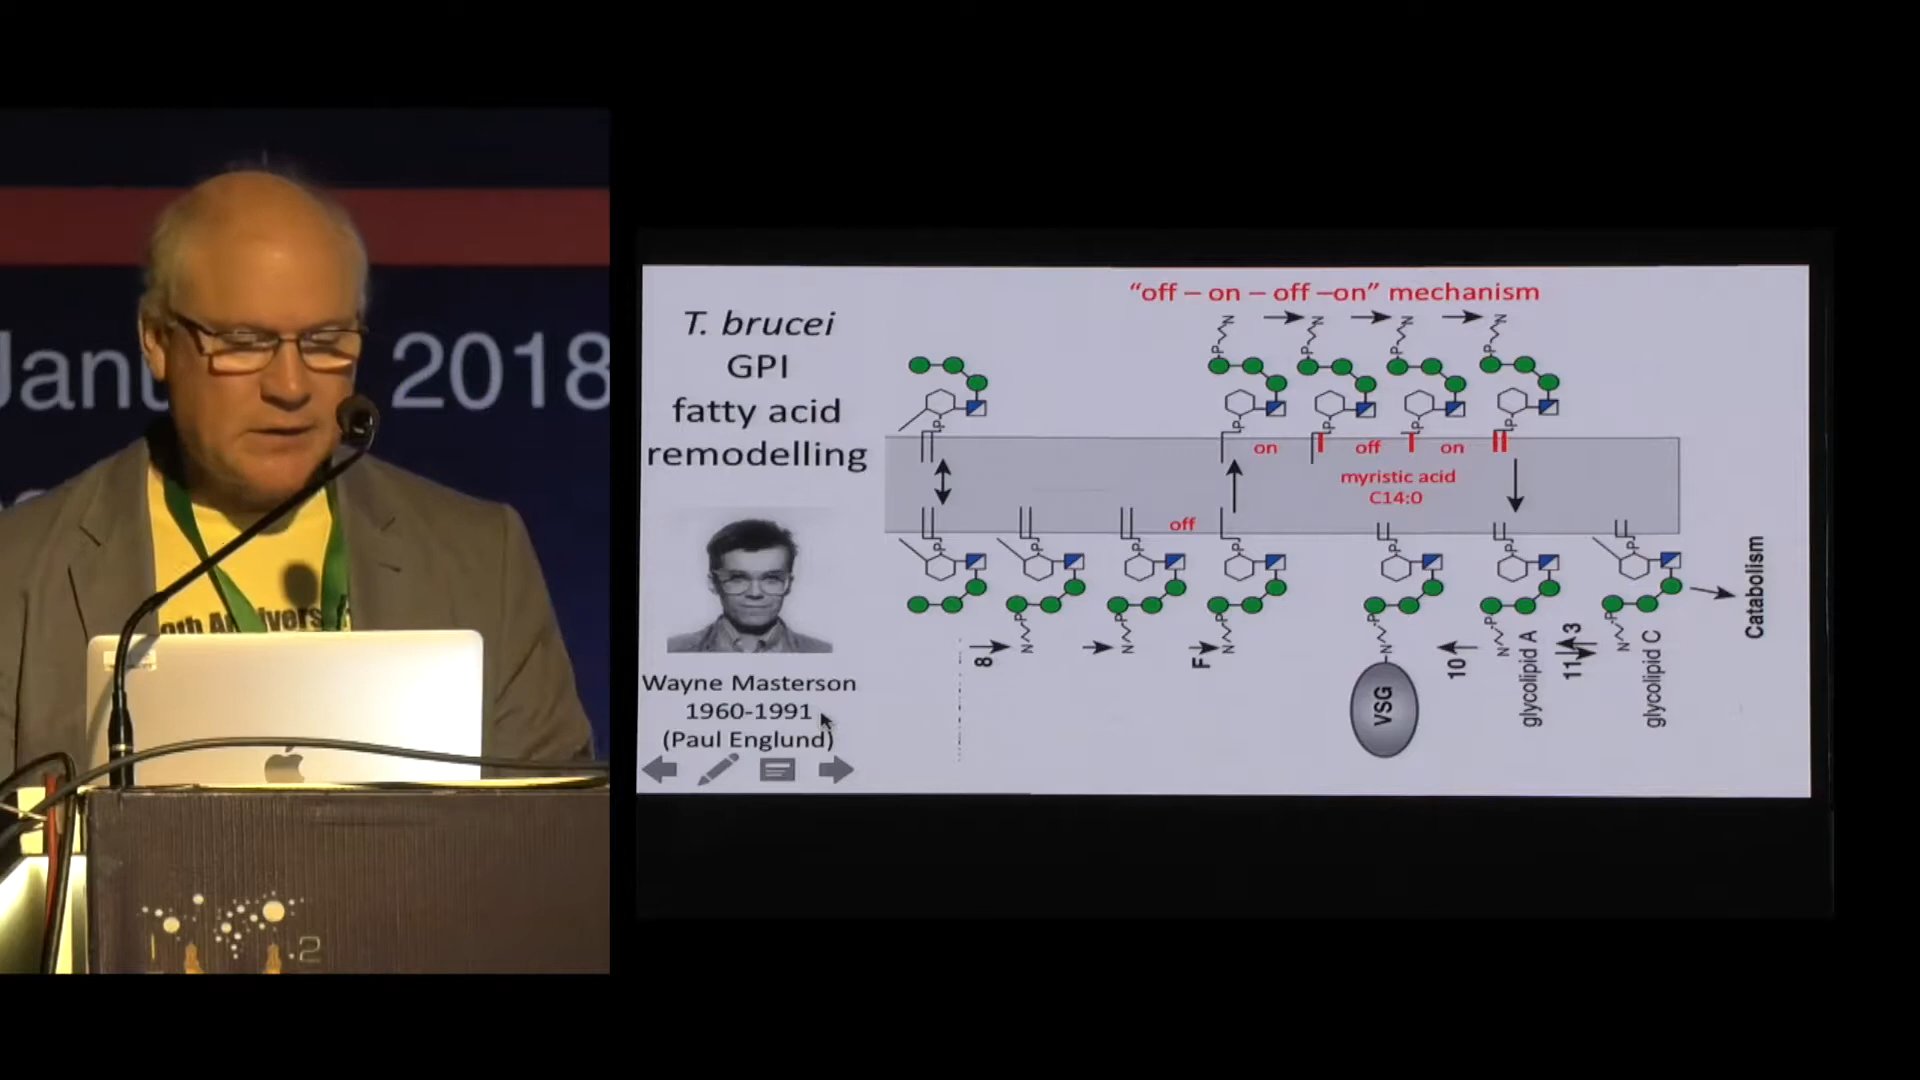 2018
T. brucei
GPI
fatty acid
remodelling
Wayne Masterson
1960-1991
(Paul Englund)
"off – on – off –on" mechanism
N N N N
P P P P
P P P P P
on off on
myristic acid
C14:0
off
P P P P P P P
P P P P P P
N N N N N N
8
F
10
11
3
VSG
glycolipid A
glycolipid C
Catabolism
.2